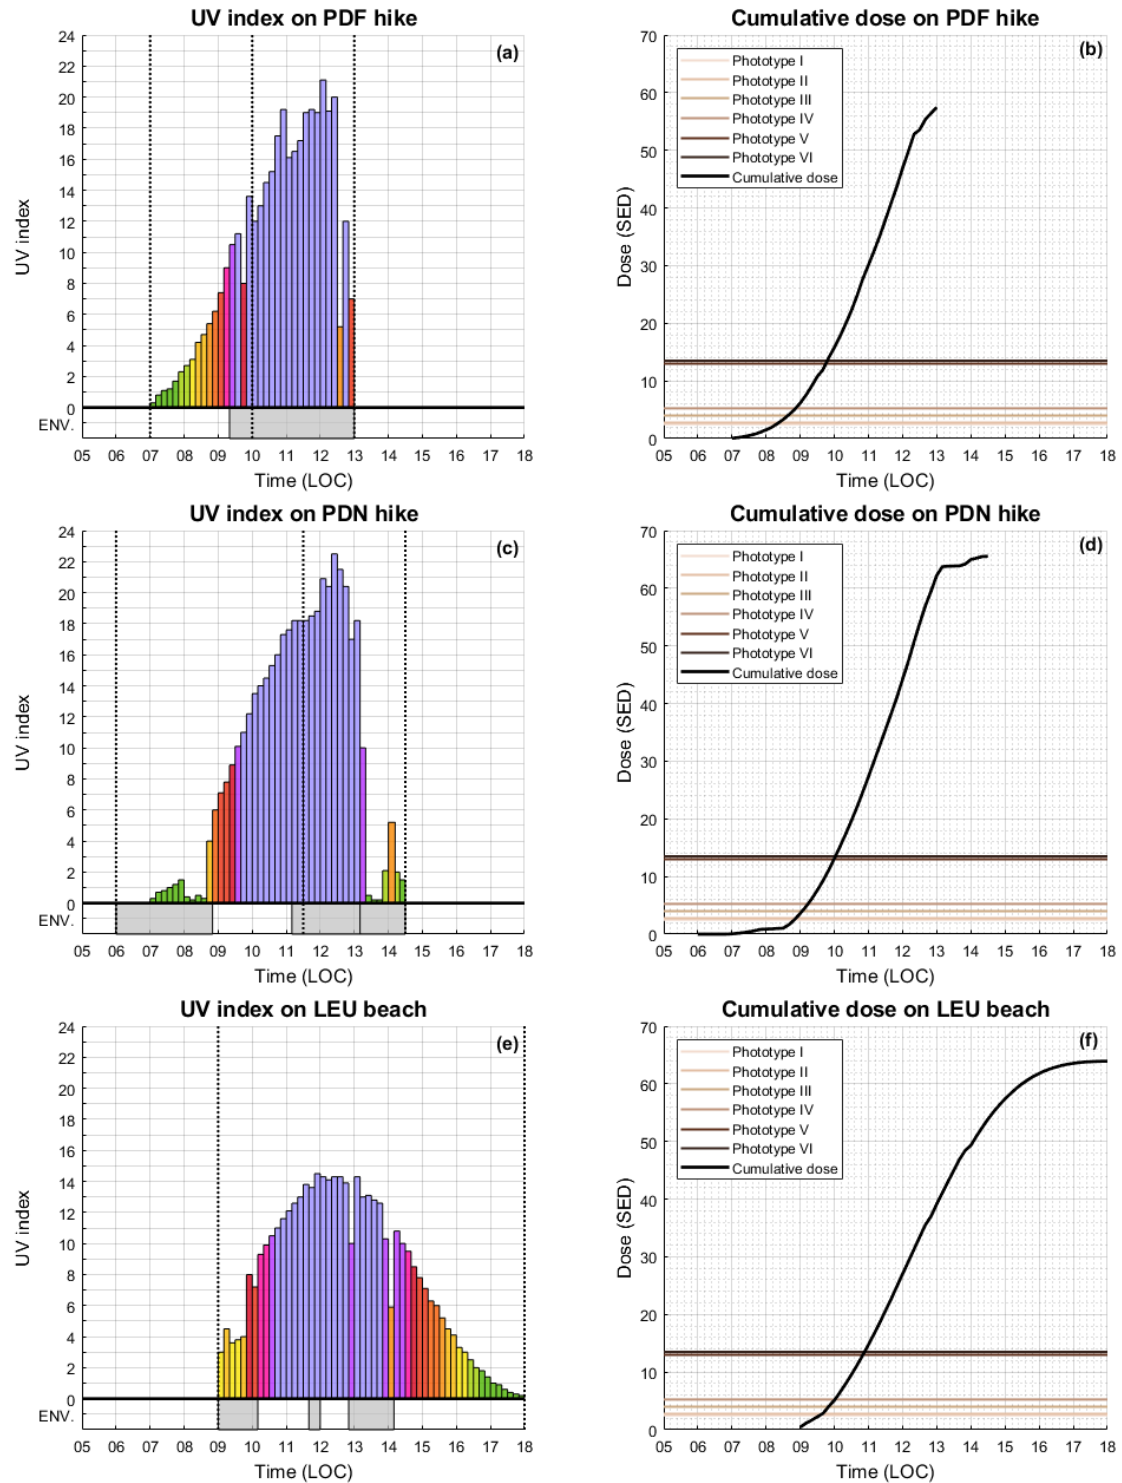 UV index on PDF hike
(a)
UV index
24
22
20
18
16
14
12
10
8
6
4
2
0
ENV.
05 06 07 08 09 10 11 12 13 14 15 16 17 18
Time (LOC)
Cumulative dose on PDF hike
(b)
Phototype I
Phototype II
Phototype III
Phototype IV
Phototype V
Phototype VI
Cumulative dose
Dose (SED)
70
60
50
40
30
20
10
0
05 06 07 08 09 10 11 12 13 14 15 16 17 18
Time (LOC)
UV index on PDN hike
(c)
UV index
24
22
20
18
16
14
12
10
8
6
4
2
0
ENV.
05 06 07 08 09 10 11 12 13 14 15 16 17 18
Time (LOC)
Cumulative dose on PDN hike
(d)
Phototype I
Phototype II
Phototype III
Phototype IV
Phototype V
Phototype VI
Cumulative dose
Dose (SED)
70
60
50
40
30
20
10
0
05 06 07 08 09 10 11 12 13 14 15 16 17 18
Time (LOC)
UV index on LEU beach
(e)
UV index
24
22
20
18
16
14
12
10
8
6
4
2
0
ENV.
05 06 07 08 09 10 11 12 13 14 15 16 17 18
Time (LOC)
Cumulative dose on LEU beach
(f)
Phototype I
Phototype II
Phototype III
Phototype IV
Phototype V
Phototype VI
Cumulative dose
Dose (SED)
70
60
50
40
30
20
10
0
05 06 07 08 09 10 11 12 13 14 15 16 17 18
Time (LOC)